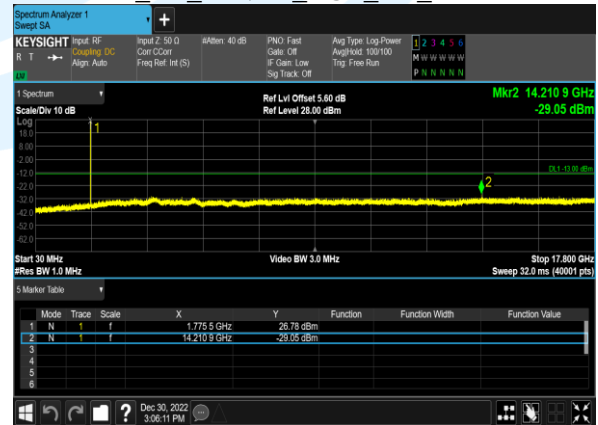 Spectrum Analyzer 1
Swept SA
KEYSIGHT
R T
LW
Input: RF
Coupling: DC
Align: Auto
Input Z: 50 Ω
Corr CCorr
Freq Ref: Int (S)
#Atten: 40 dB
PNO: Fast
Gate: Off
IF Gain: Low
Sig Track: Off
Avg Type: Log-Power
Avg|Hold: 100/100
Trig: Free Run
1 2 3 4 5 6
M W W W W W
P N N N N N
1 Spectrum
Scale/Div 10 dB
Ref Lvl Offset 5.60 dB
Ref Level 28.00 dBm
Mkr2 14.210 9 GHz
-29.05 dBm
Log
18.0
8.00
-2.00
-12.0
-22.0
-32.0
-42.0
-52.0
-62.0
1
DL1 -13.00 dBm
2
Start 30 MHz
#Res BW 1.0 MHz
Video BW 3.0 MHz
Stop 17.800 GHz
Sweep 32.0 ms (40001 pts)
5 Marker Table
Mode Trace Scale X Y Function Function Width Function Value
1 N 1 f 1.775 5 GHz 26.78 dBm
2 N 1 f 14.210 9 GHz -29.05 dBm
3
4
5
6
?
Dec 30, 2022
3:06:11 PM